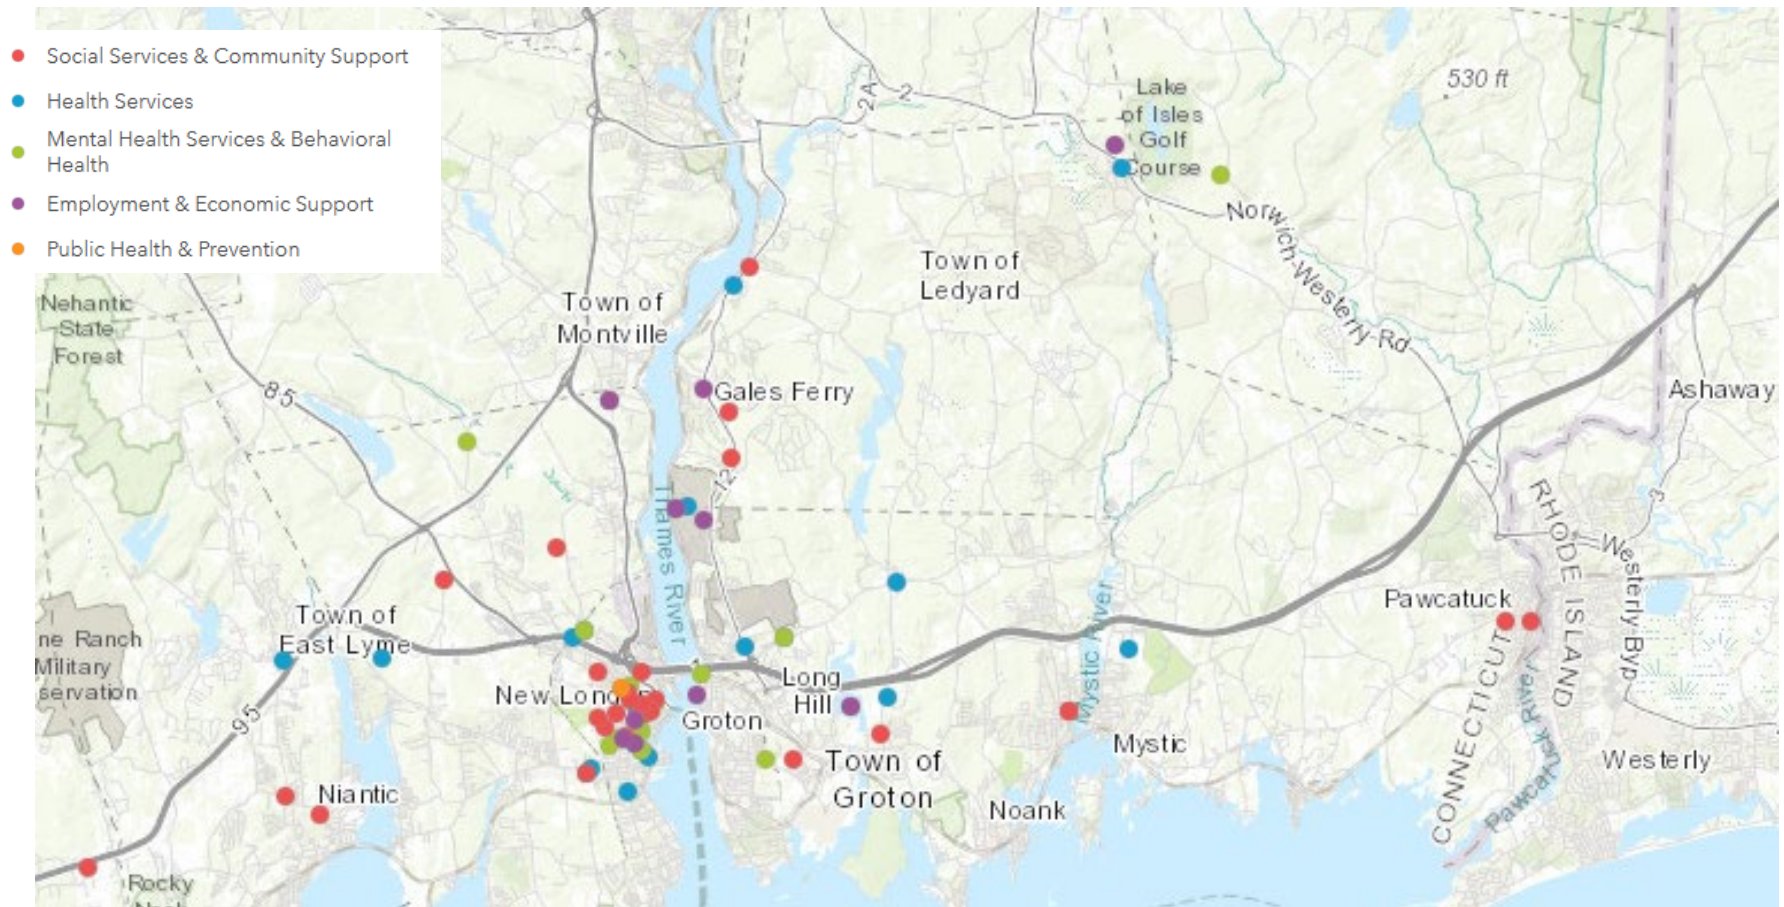 Social Services & Community Support
Health Services
Mental Health Services & Behavioral
Health
Employment & Economic Support
Public Health & Prevention
530 ft
Lake
of Isles
Golf
Course
2A
2
Norwich-Westerly-Rd
Town of
Ledyard
Nehantic
State
Forest
Town of
Montville
85
Gales Ferry
Ashaway
12
Thames River
3
RHODE ISLAND
Westerly-Byp
Town of
East Lyme
ne Ranch
Military
servation
Pawcatuck
Mystic River
1
Long
Hill
New Lond
Groton
95
CONNECTICUT
Pawcatuck River
Mystic
Westerly
Town of
Groton
Niantic
Noank
Rocky